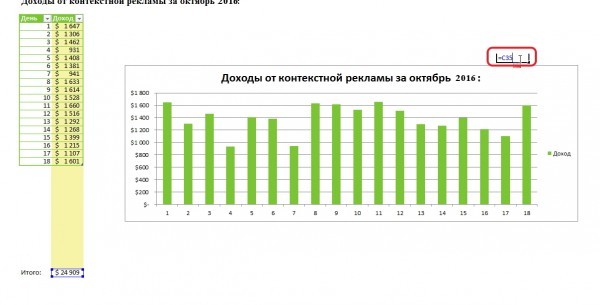 Доходы от контекстной рекламы за октябрь 2016:
День Доход
1 $ 1 647
2 $ 1 306
3 $ 1 462
4 $ 931
5 $ 1 408
6 $ 1 381
7 $ 941
8 $ 1 633
9 $ 1 614
10 $ 1 528
11 $ 1 660
12 $ 1 516
13 $ 1 292
14 $ 1 268
15 $ 1 399
16 $ 1 215
17 $ 1 107
18 $ 1 601
Итого: $ 24 909
=C35
Доходы от контекстной рекламы за октябрь 2016 :
$1 800
$1 600
$1 400
$1 200
$1 000
$800
$600
$400
$200
$-
1 2 3 4 5 6 7 8 9 10 11 12 13 14 15 16 17 18
Доход